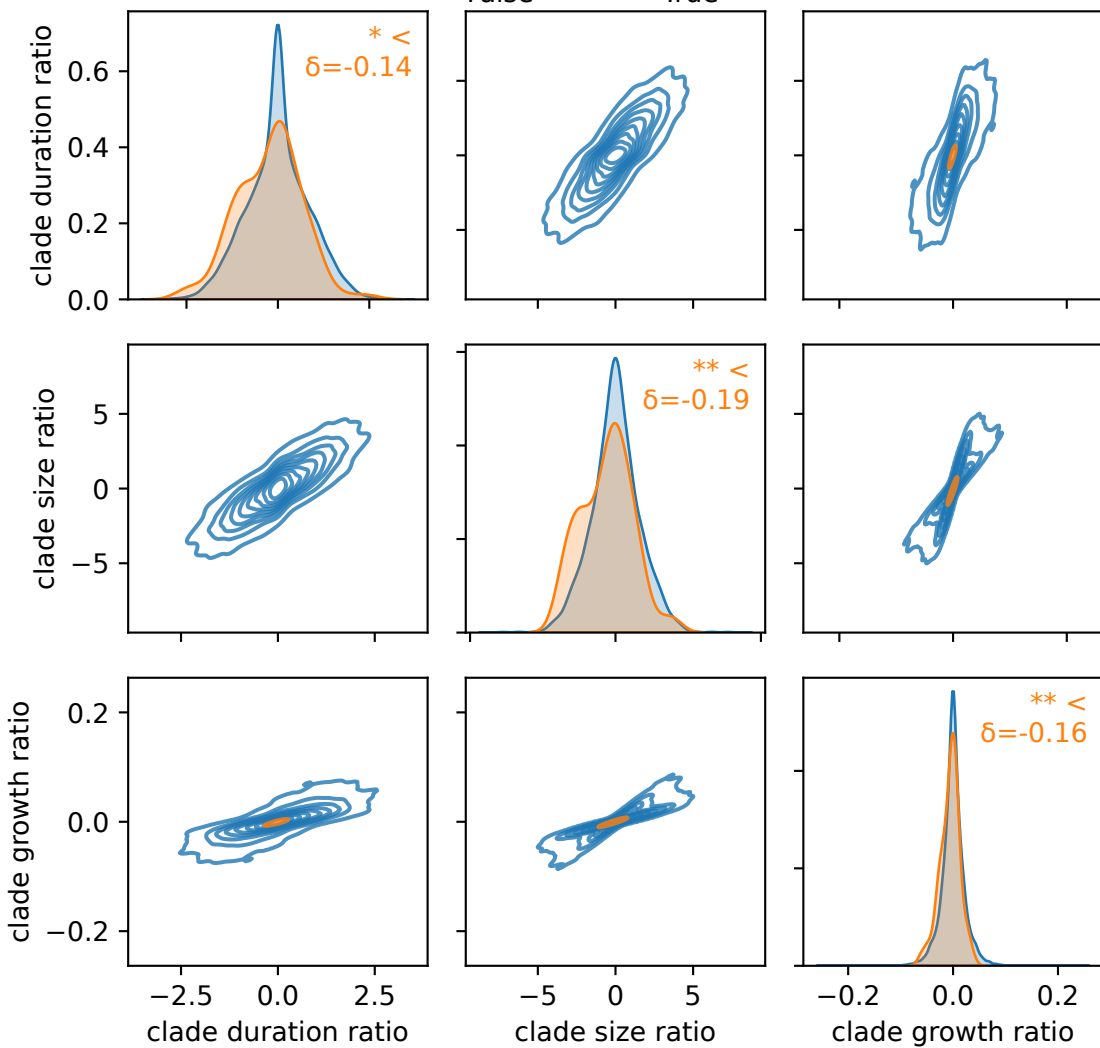 * <
δ=-0.14
clade duration ratio
0.6
0.4
0.2
0.0
** <
δ=-0.19
clade size ratio
5
0
−5
** <
δ=-0.16
clade growth ratio
0.2
0.0
−0.2
−2.5 0.0 2.5
−5 0 5
−0.2 0.0 0.2
clade duration ratio
clade size ratio
clade growth ratio